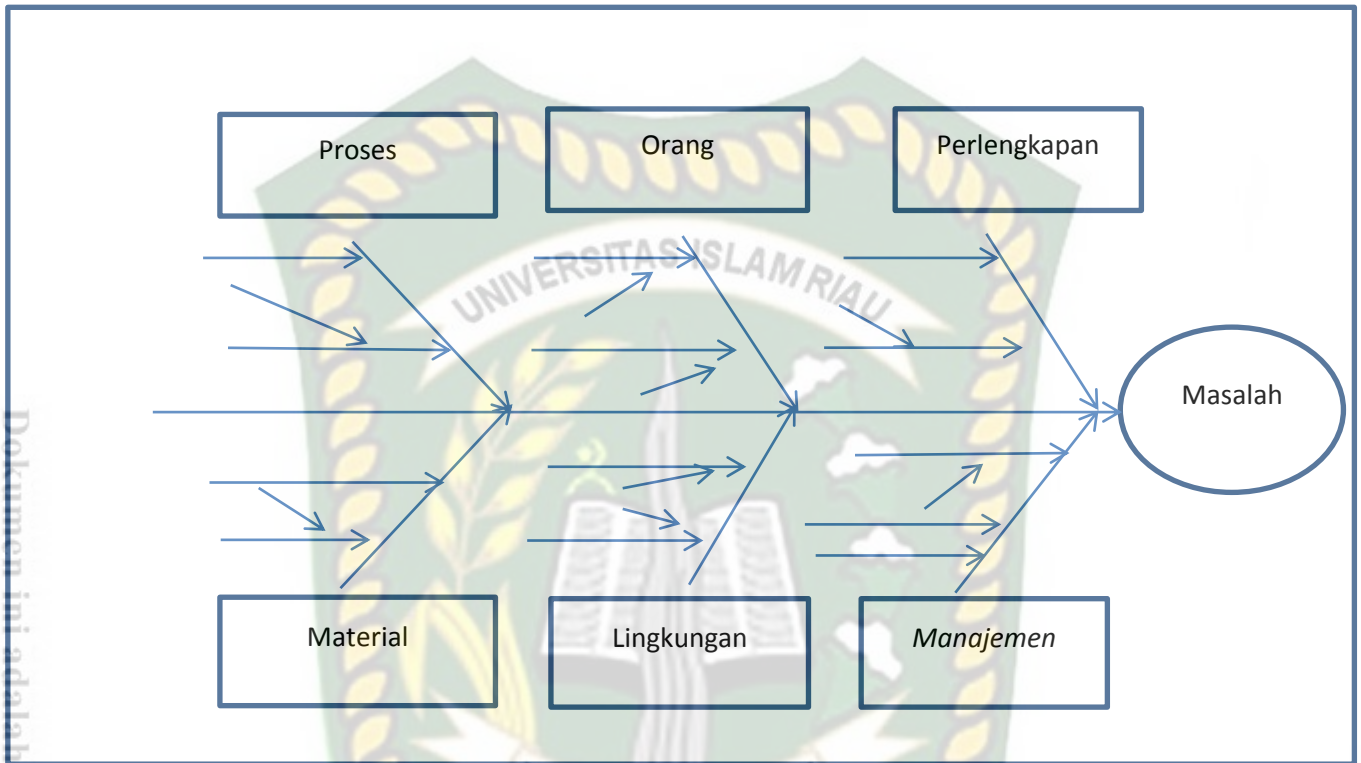 Proses
Orang
Perlengkapan
UNIVERSITAS ISLAM RIAU
Masalah
Material
Lingkungan
Manajemen
Dokumen ini adalah